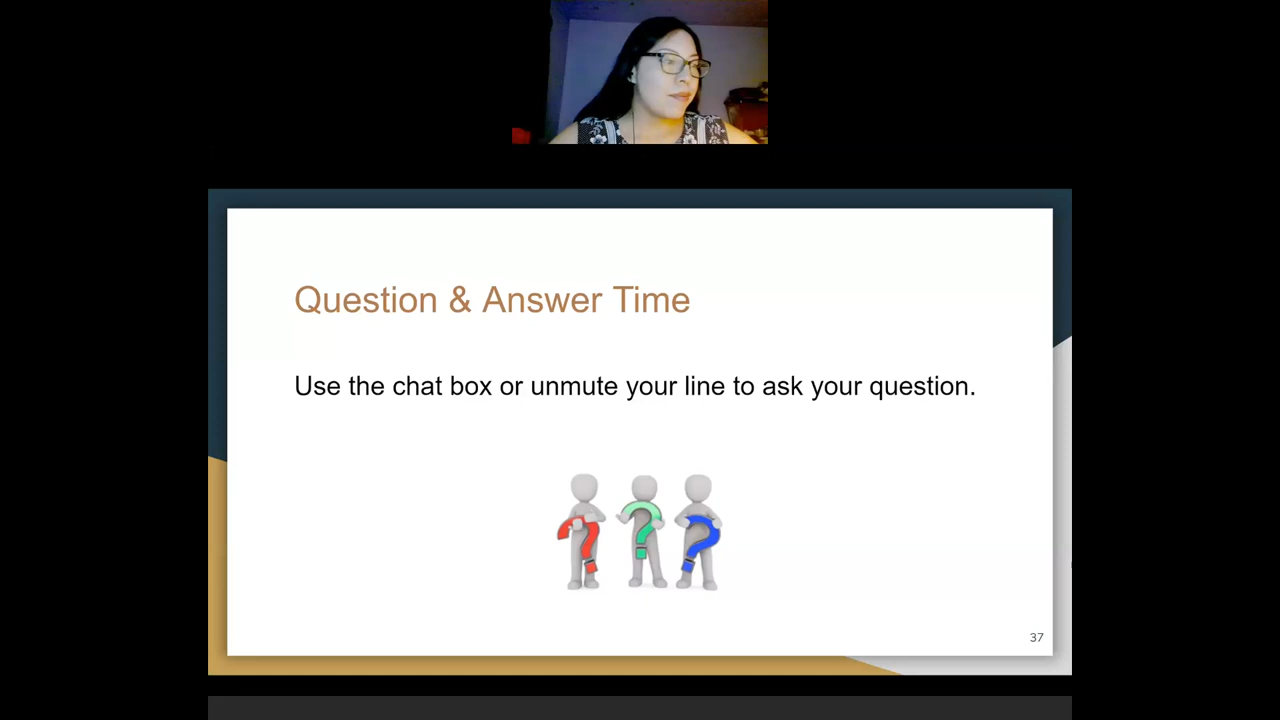 Question & Answer Time
Use the chat box or unmute your line to ask your question.
37